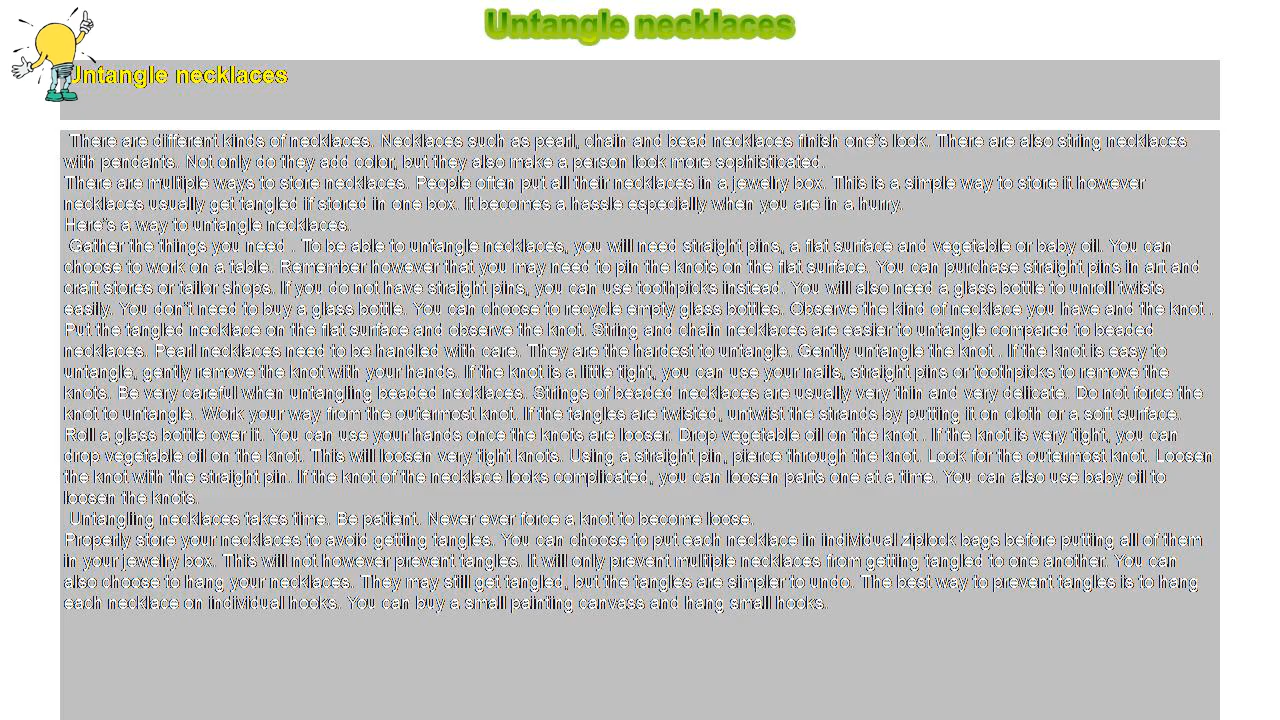 Untangle necklaces
Untangle necklaces
There are different kinds of necklaces. Necklaces such as pearl, chain and bead necklaces finish one's look. There are also string necklaces
with pendants. Not only do they add color, but they also make a person look more sophisticated.
There are multiple ways to store necklaces. People often put all their necklaces in a jewelry box. This is a simple way to store it however
necklaces usually get tangled if stored in one box. It becomes a hassle especially when you are in a hurry.
Here's a way to untangle necklaces.
Gather the things you need . To be able to untangle necklaces, you will need straight pins, a flat surface and vegetable or baby oil. You can
choose to work on a table. Remember however that you may need to pin the knots on the flat surface. You can purchase straight pins in art and
craft stores or tailor shops. If you do not have straight pins, you can use toothpicks instead. You will also need a glass bottle to unroll twists
easily. You don't need to buy a glass bottle. You can choose to recycle empty glass bottles. Observe the kind of necklace you have and the knot .
Put the tangled necklace on the flat surface and observe the knot. String and chain necklaces are easier to untangle compared to beaded
necklaces. Pearl necklaces need to be handled with care. They are the hardest to untangle. Gently untangle the knot . If the knot is easy to
untangle, gently remove the knot with your hands. If the knot is a little tight, you can use your nails, straight pins or toothpicks to remove the
knots. Be very careful when untangling beaded necklaces. Strings of beaded necklaces are usually very thin and very delicate. Do not force the
knot to untangle. Work your way from the outermost knot. If the tangles are twisted, untwist the strands by putting it on cloth or a soft surface.
Roll a glass bottle over it. You can use your hands once the knots are looser. Drop vegetable oil on the knot . If the knot is very tight, you can
drop vegetable oil on the knot. This will loosen very tight knots. Using a straight pin, pierce through the knot. Look for the outermost knot. Loosen
the knot with the straight pin. If the knot of the necklace looks complicated, you can loosen parts one at a time. You can also use baby oil to
loosen the knots.
Untangling necklaces takes time. Be patient. Never ever force a knot to become loose.
Properly store your necklaces to avoid getting tangles. You can choose to put each necklace in individual ziplock bags before putting all of them
in your jewelry box. This will not however prevent tangles. It will only prevent multiple necklaces from getting tangled to one another. You can
also choose to hang your necklaces. They may still get tangled, but the tangles are simpler to undo. The best way to prevent tangles is to hang
each necklace on individual hooks. You can buy a small painting canvass and hang small hooks.